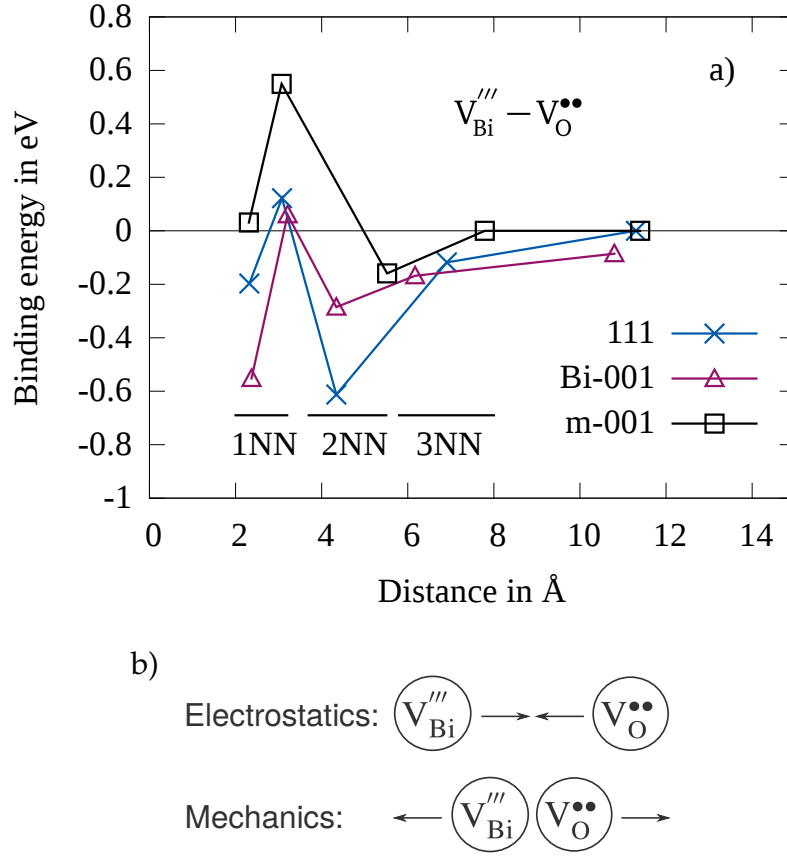 0.8
0.6
0.4
0.2
0
-0.2
-0.4
-0.6
-0.8
-1
Binding energy in eV
a)
V‴Bi − V••O
111
Bi-001
m-001
1NN 2NN 3NN
0 2 4 6 8 10 12 14
Distance in Å
b)
Electrostatics: V‴Bi V••O
Mechanics: V‴Bi V••O